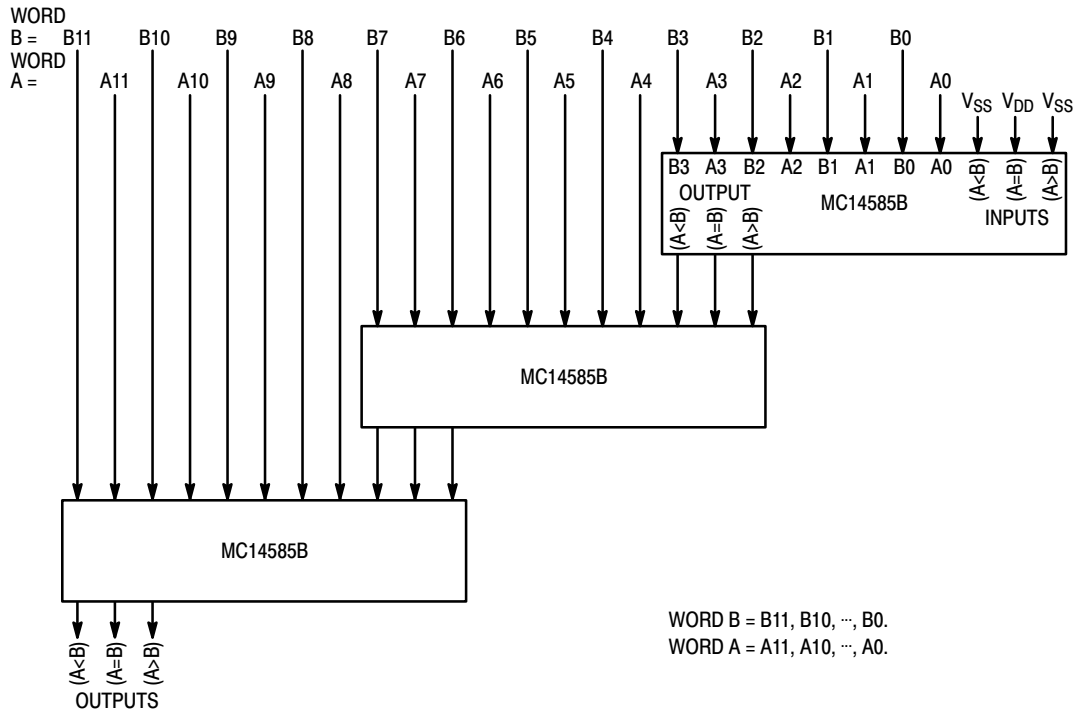 WORD
B = B11 B10 B9 B8 B7 B6 B5 B4 B3 B2 B1 B0
WORD
A = A11 A10 A9 A8 A7 A6 A5 A4 A3 A2 A1 A0
VSS VDD VSS
B3 A3 B2 A2 B1 A1 B0 A0 (A<B) (A=B) (A>B)
OUTPUT
MC14585B
INPUTS
(A<B) (A=B) (A>B)
MC14585B
MC14585B
(A<B) (A=B) (A>B)
OUTPUTS
WORD B = B11, B10, ···, B0.
WORD A = A11, A10, ···, A0.